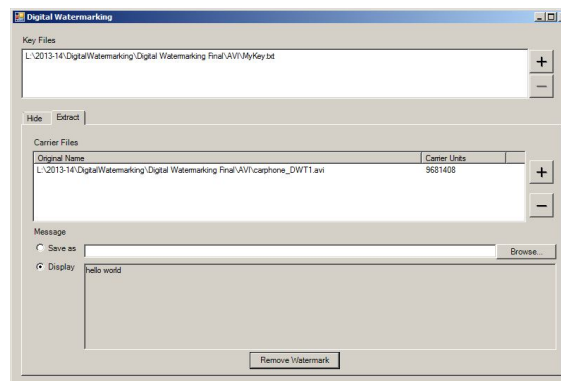 Digital Watermarking
Key Files
L:\2013-14\DigitalWatermarking\Digital Watermarking Final\AVI\MyKey.txt
+
−
Hide Extract
Carrier Files
Original Name Carrier Units
L:\2013-14\DigitalWatermarking\Digital Watermarking Final\AVI\carphone_DWT1.avi 9681408
+
−
Message
Save as Browse...
Display hello world
Remove Watermark